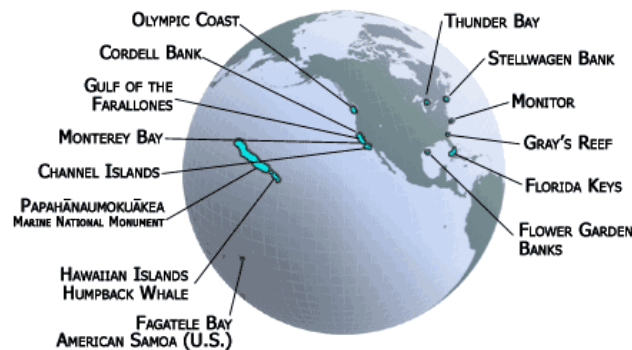 Olympic Coast
Cordell Bank
Gulf of the
Farallones
Monterey Bay
Channel Islands
Papahānaumokuākea
Marine National Monument
Hawaiian Islands
Humpback Whale
Fagatele Bay
American Samoa (U.S.)
Thunder Bay
Stellwagen Bank
Monitor
Gray's Reef
Florida Keys
Flower Garden
Banks